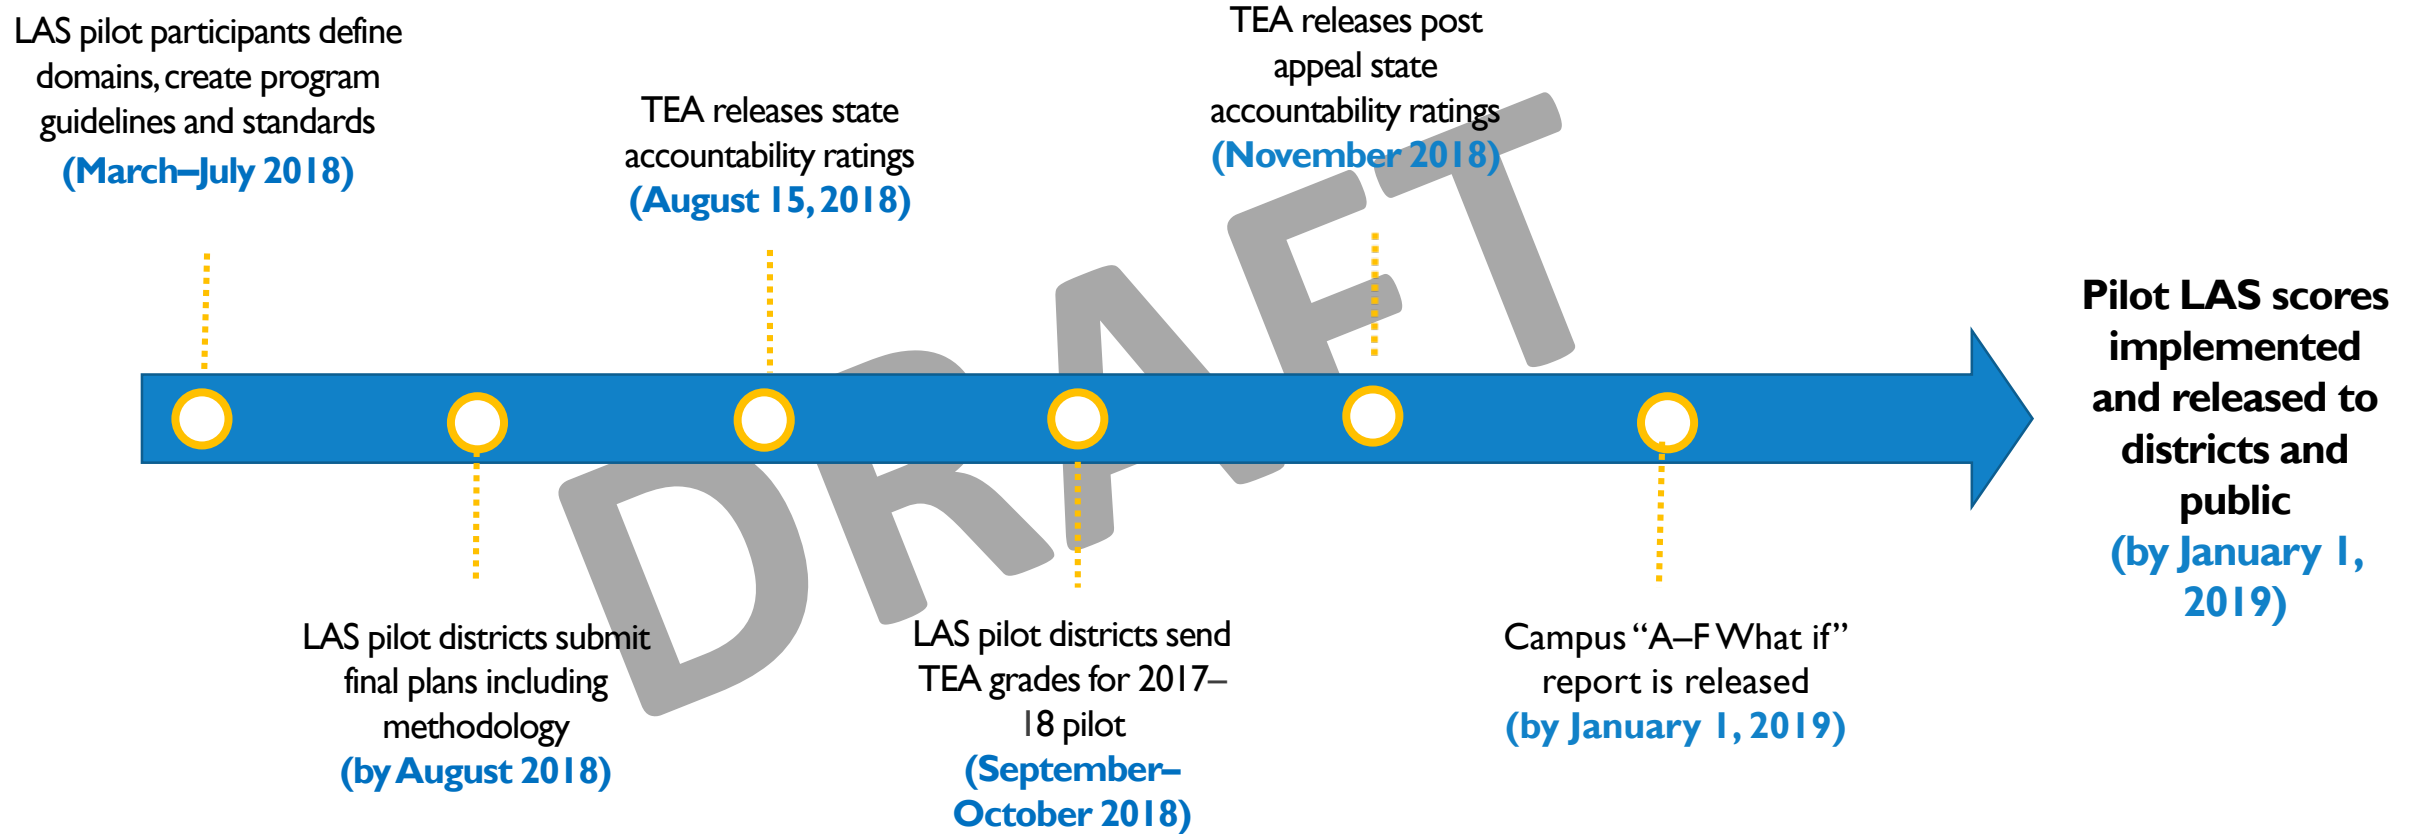 LAS pilot participants define
domains, create program
guidelines and standards
(March–July 2018)
LAS pilot districts submit
final plans including
methodology
(by August 2018)
TEA releases state
accountability ratings
(August 15, 2018)
LAS pilot districts send
TEA grades for 2017–
18 pilot
(September–
October 2018)
TEA releases post
appeal state
accountability ratings
(November 2018)
Campus “A–F What if”
report is released
(by January 1, 2019)
Pilot LAS scores
implemented
and released to
districts and
public
(by January 1,
2019)
DRAFT